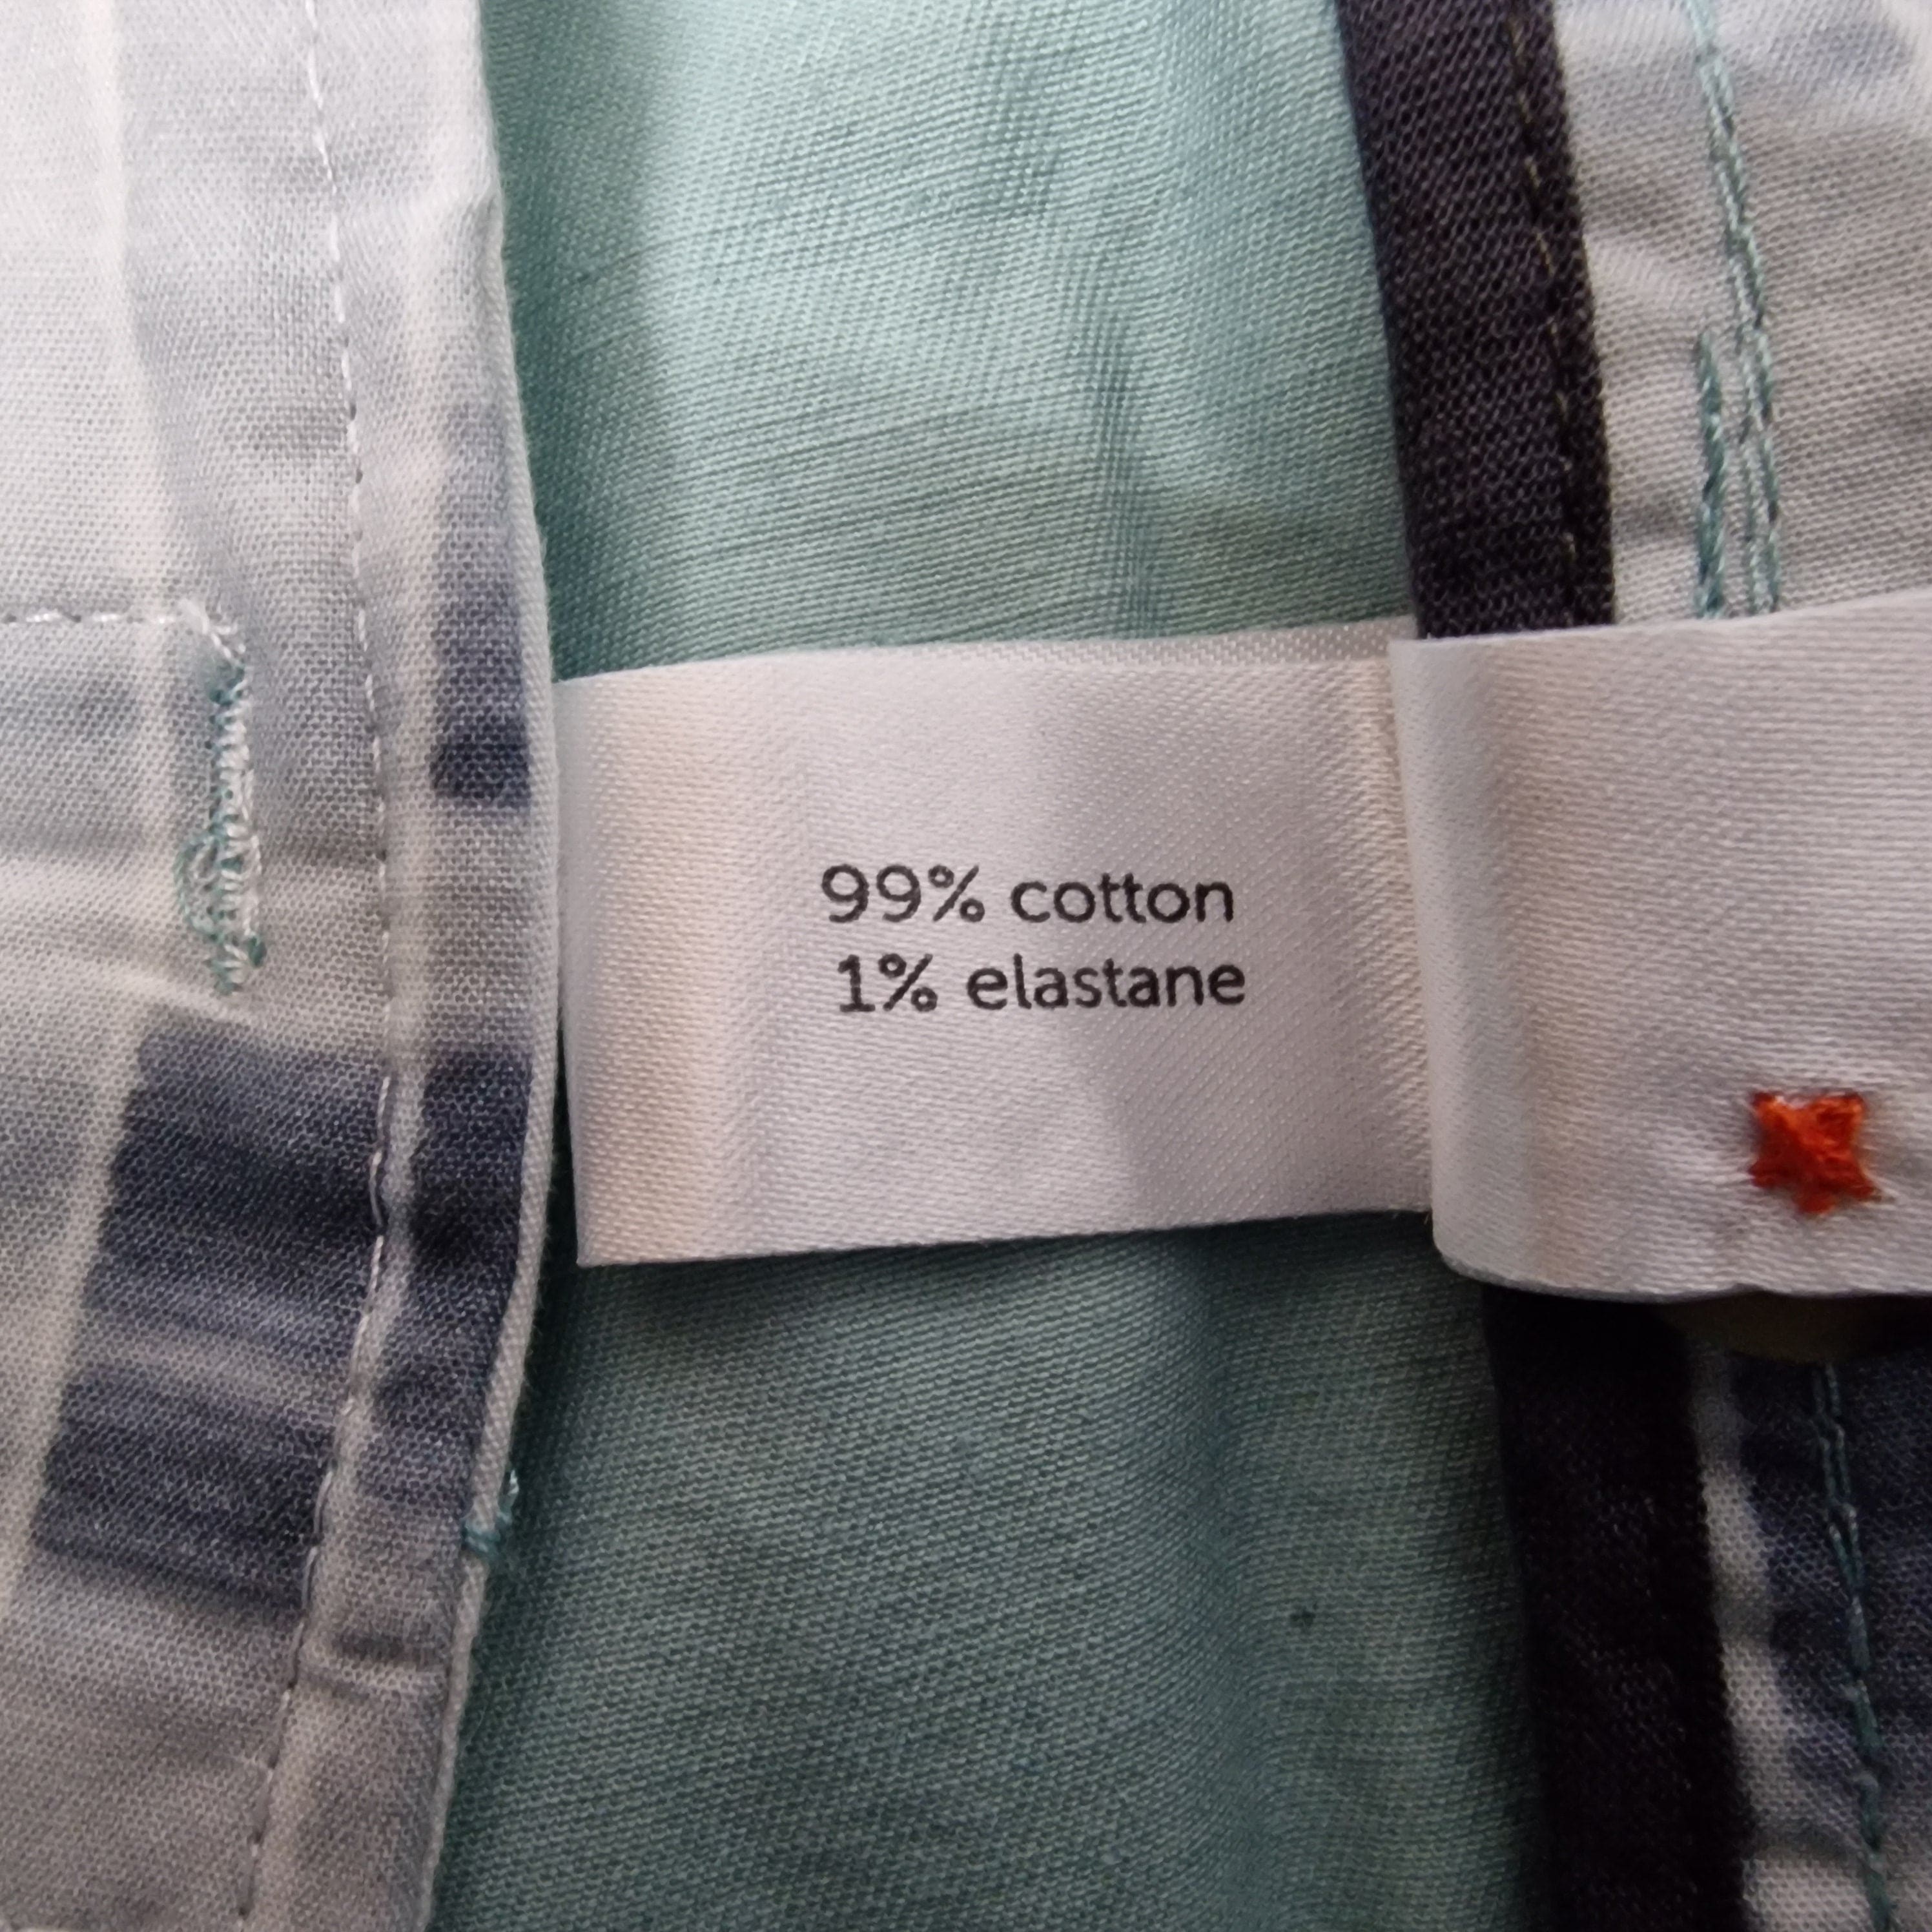 99% cotton
1% elastane